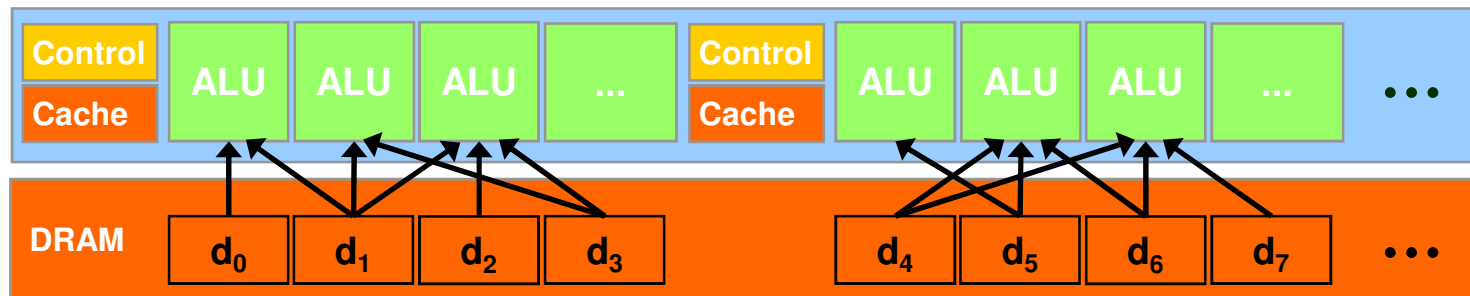 Control
Cache
ALU
ALU
ALU
...
Control
Cache
ALU
ALU
ALU
...
...
DRAM
d₀
d₁
d₂
d₃
d₄
d₅
d₆
d₇
...